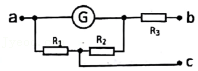 a G b
R₁ R₂ R₃
c